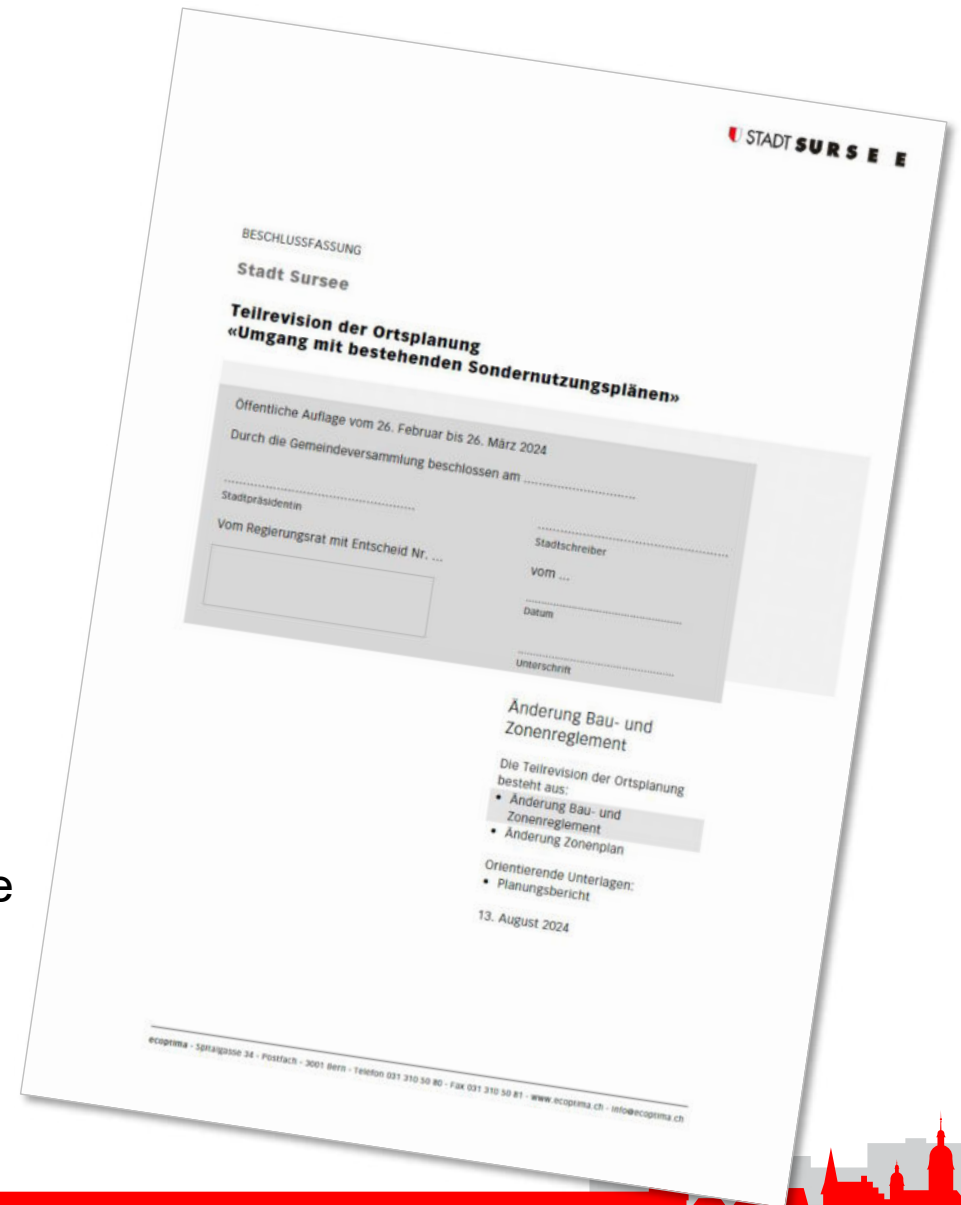 STADT SURSEE
BESCHLUSSFASSUNG
Stadt Sursee
Teilrevision der Ortsplanung
«Umgang mit bestehenden Sondernutzungsplänen»
Öffentliche Auflage vom 26. Februar bis 26. März 2024
Durch die Gemeindeversammlung beschlossen am ..............................
Stadtpräsidentin
Stadtschreiber
Vom Regierungsrat mit Entscheid Nr. ...
vom ...
Datum
Unterschrift
Änderung Bau- und
Zonenreglement
Die Teilrevision der Ortsplanung
besteht aus:
• Änderung Bau- und
Zonenreglement
• Änderung Zonenplan
Orientierende Unterlagen:
• Planungsbericht
13. August 2024
e
ecoptima - Spitalgasse 34 - Postfach - 3001 Bern - Telefon 031 310 50 80 - Fax 031 310 50 81 - www.ecoptima.ch - info@ecoptima.ch